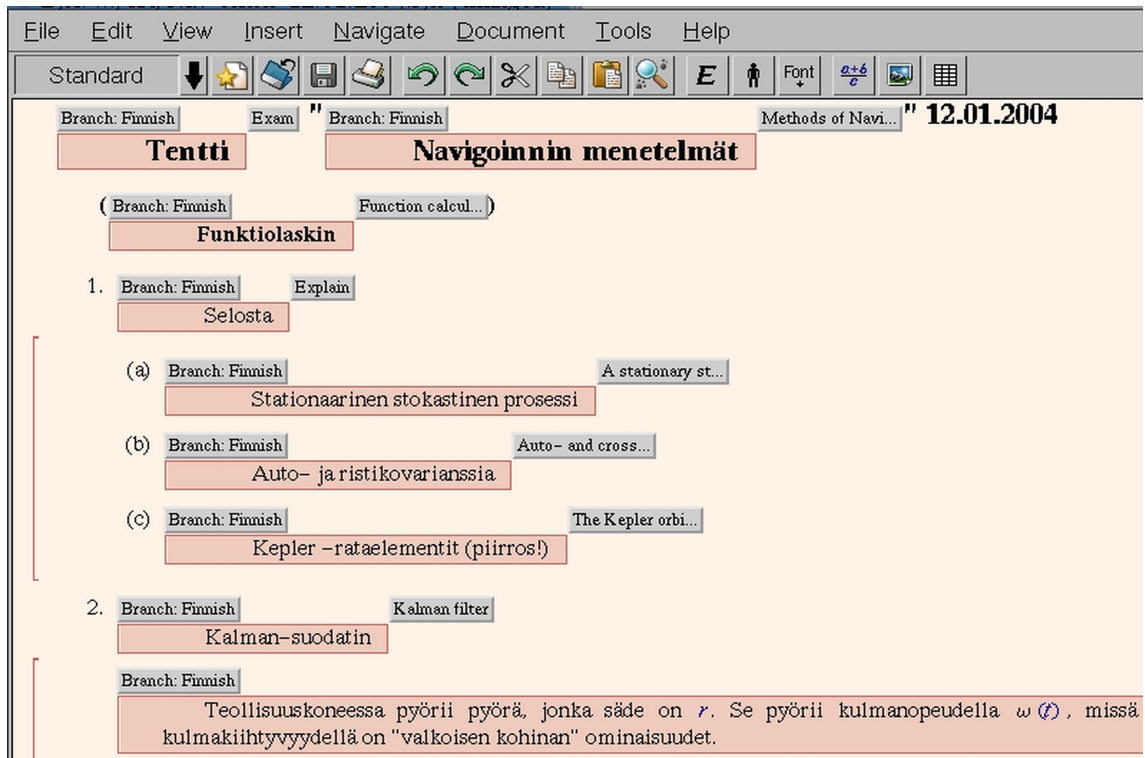 File Edit View Insert Navigate Document Tools Help
Standard E Font a+b c
Branch: Finnish Exam " Branch: Finnish Methods of Navi... " 12.01.2004
Tentti Navigoinnin menetelmät
( Branch: Finnish Function calcul... )
Funktiolaskin
1. Branch: Finnish Explain
Selosta
(a) Branch: Finnish A stationary st...
Stationaarinen stokastinen prosessi
(b) Branch: Finnish Auto- and cross...
Auto- ja ristikovarianssia
(c) Branch: Finnish The Kepler orbi...
Kepler -rataelementit (piirros!)
2. Branch: Finnish Kalman filter
Kalman-suodatin
Branch: Finnish
Teollisuuskoneessa pyörii pyörä, jonka säde on r. Se pyörii kulmanopeudella ω(t), missä
kulmakiihtyvyydellä on "valkoisen kohinan" ominaisuudet.